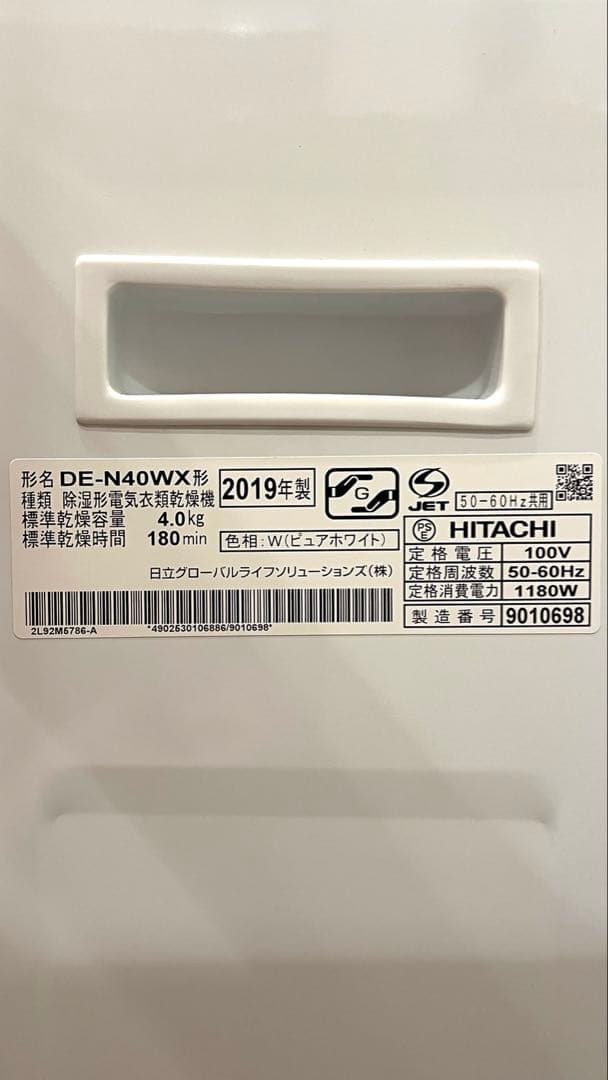 形名 DE-N40WX形
種類 除湿形電気衣類乾燥機
標準乾燥容量 4.0kg
標準乾燥時間 180min
2019年製
色相:W(ピュアホワイト)
日立グローバルライフソリューションズ(株)
2L92M5786-A
*4902530106886/9010698*
G
S
JET
50-60Hz共用
PS
E
HITACHI
定格電圧 100V
定格周波数 50-60Hz
定格消費電力 1180W
製造番号 9010698